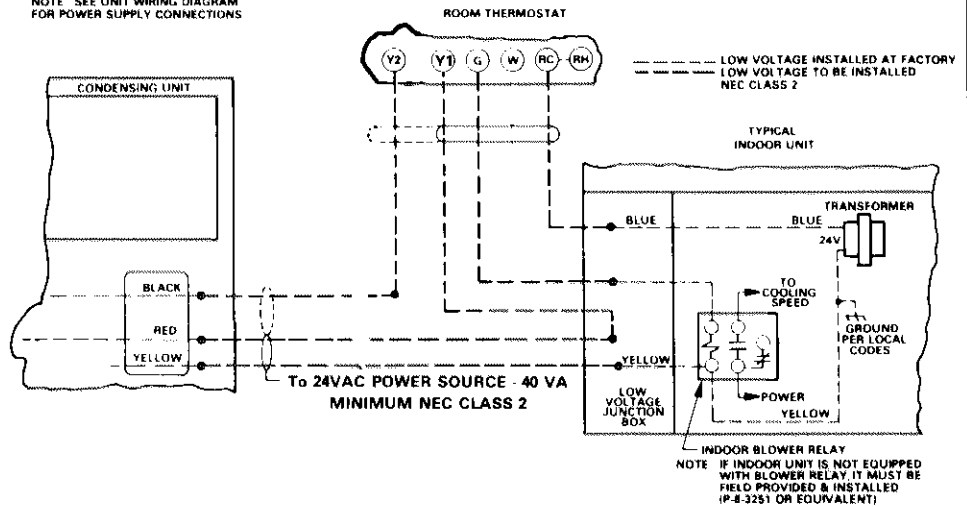 NOTE SEE UNIT WIRING DIAGRAM
FOR POWER SUPPLY CONNECTIONS
ROOM THERMOSTAT
Y2
Y1
G
W
RC
RH
LOW VOLTAGE INSTALLED AT FACTORY
LOW VOLTAGE TO BE INSTALLED
NEC CLASS 2
CONDENSING UNIT
TYPICAL
INDOOR UNIT
BLUE
BLUE
TRANSFORMER
24V
BLACK
RED
YELLOW
TO
COOLING
SPEED
GROUND
PER LOCAL
CODES
YELLOW
To 24VAC POWER SOURCE - 40 VA
MINIMUM NEC CLASS 2
LOW
VOLTAGE
JUNCTION
BOX
POWER
YELLOW
INDOOR BLOWER RELAY
NOTE IF INDOOR UNIT IS NOT EQUIPPED
WITH BLOWER RELAY, IT MUST BE
FIELD PROVIDED & INSTALLED
(P-8-3251 OR EQUIVALENT)